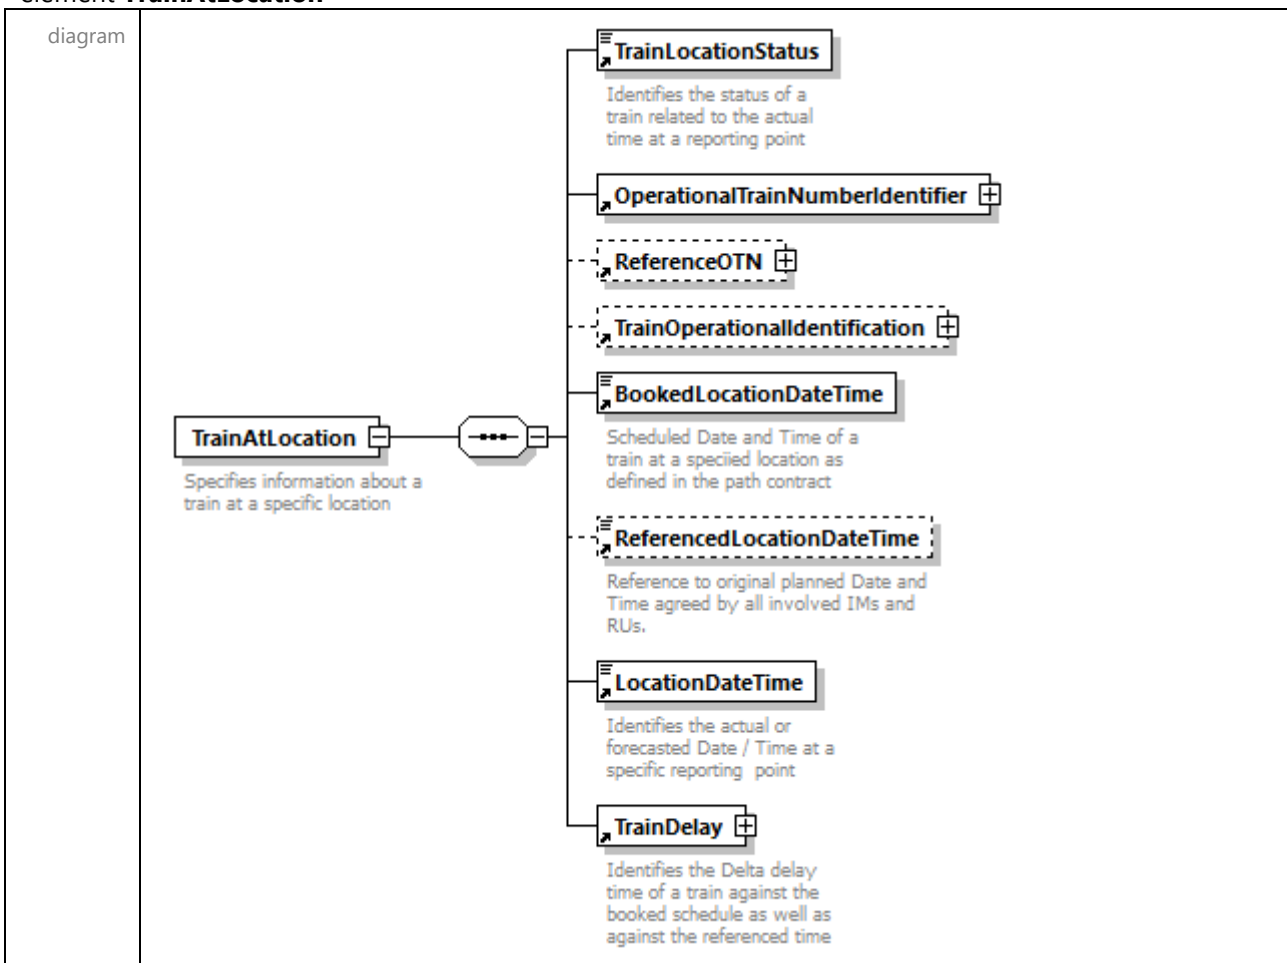 element TrainAtLocation
diagram
TrainLocationStatus
Identifies the status of a
train related to the actual
time at a reporting point
OperationalTrainNumberIdentifier
ReferenceOTN
TrainOperationalIdentification
BookedLocationDateTime
Scheduled Date and Time of a
train at a speciied location as
defined in the path contract
TrainAtLocation
Specifies information about a
train at a specific location
ReferencedLocationDateTime
Reference to original planned Date and
Time agreed by all involved IMs and
RUs.
LocationDateTime
Identifies the actual or
forecasted Date / Time at a
specific reporting point
TrainDelay
Identifies the Delta delay
time of a train against the
booked schedule as well as
against the referenced time